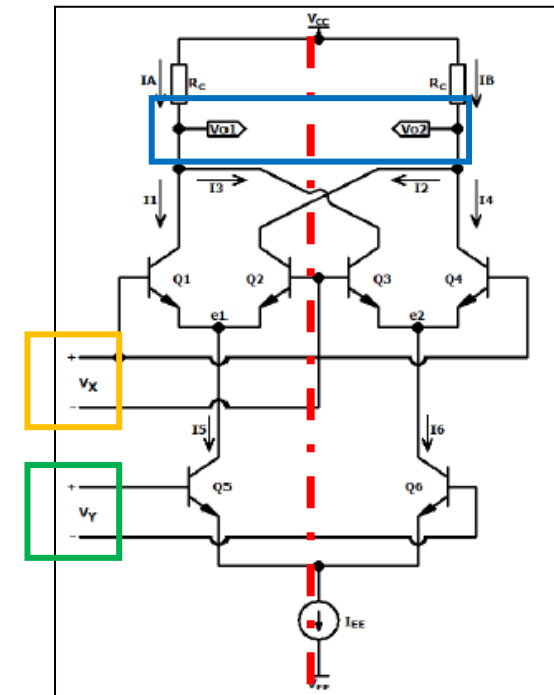 VCC
IA
RC
RC
IB
Vo1
Vo2
I3
I2
I1
I4
Q1
Q2
Q3
Q4
e1
e2
+
VX
-
I5
I6
+
Q5
Q6
VY
-
IEE
VEE